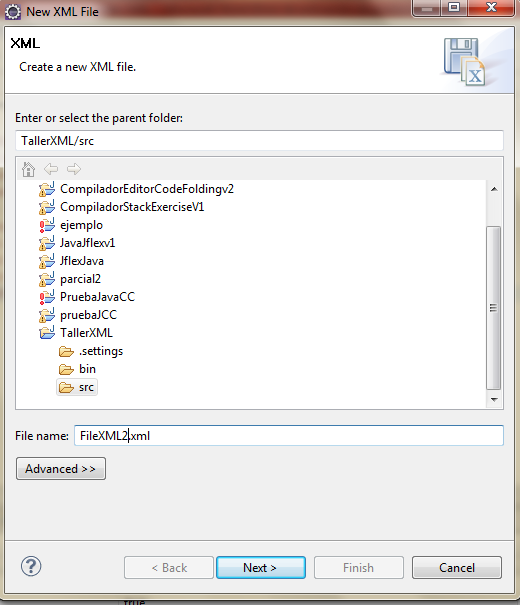 New XML File
XML
Create a new XML file.
X
Enter or select the parent folder:
TallerXML/src
CompiladorEditorCodeFoldingv2
CompiladorStackExerciseV1
ejemplo
JavaJflexv1
JflexJava
parcial2
PruebaJavaCC
pruebaJCC
TallerXML
.settings
bin
src
File name: FileXML2.xml
Advanced >>
? < Back Next > Finish Cancel
true